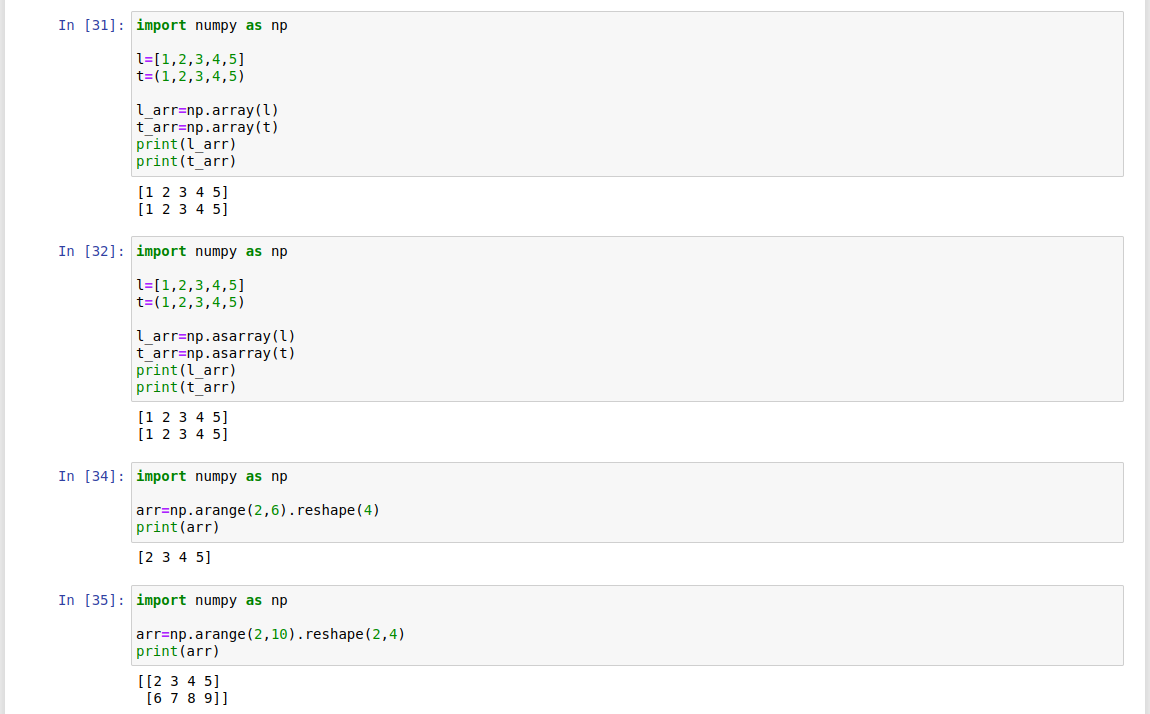 In [31]: import numpy as np
l=[1,2,3,4,5]
t=(1,2,3,4,5)
l_arr=np.array(l)
t_arr=np.array(t)
print(l_arr)
print(t_arr)
[1 2 3 4 5]
[1 2 3 4 5]
In [32]: import numpy as np
l=[1,2,3,4,5]
t=(1,2,3,4,5)
l_arr=np.asarray(l)
t_arr=np.asarray(t)
print(l_arr)
print(t_arr)
[1 2 3 4 5]
[1 2 3 4 5]
In [34]: import numpy as np
arr=np.arange(2,6).reshape(4)
print(arr)
[2 3 4 5]
In [35]: import numpy as np
arr=np.arange(2,10).reshape(2,4)
print(arr)
[[2 3 4 5]
 [6 7 8 9]]